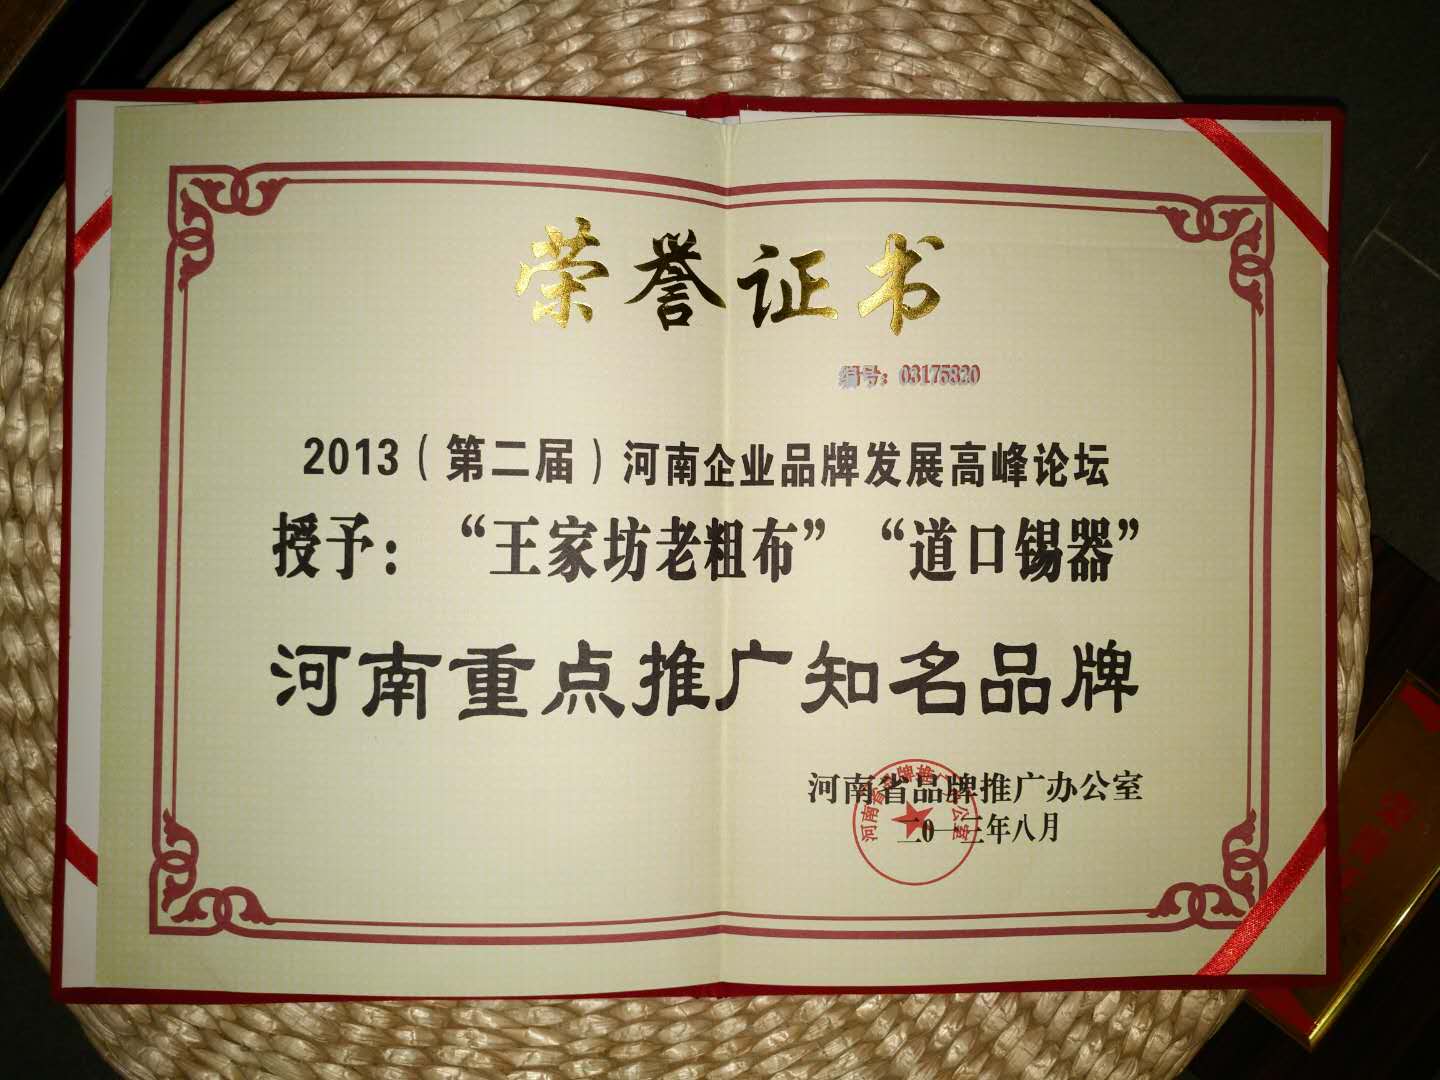 荣誉证书
编号：03175820
2013（第二届）河南企业品牌发展高峰论坛
授予：“王家坊老粗布”“道口锡器”
河南重点推广知名品牌
河南省品牌推广办公室
二0一三年八月